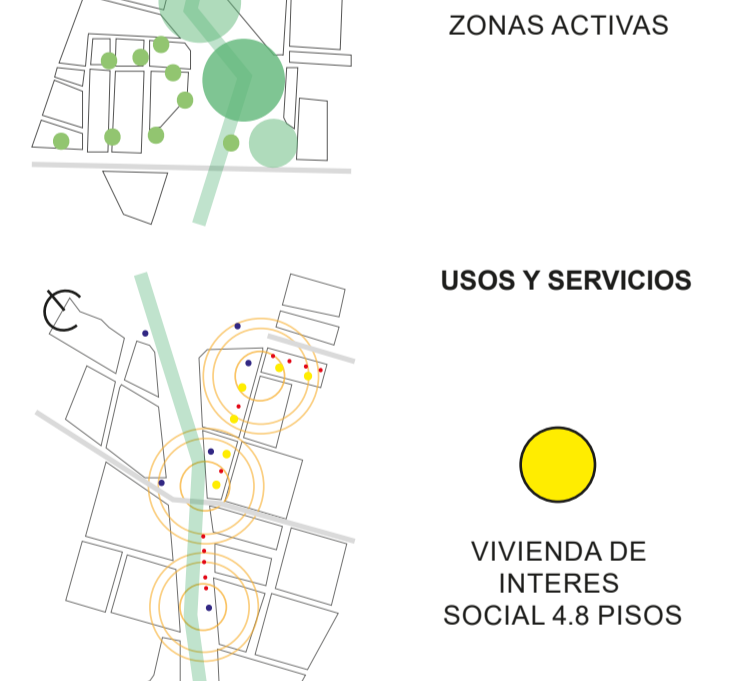 ZONAS ACTIVAS
USOS Y SERVICIOS
VIVIENDA DE
INTERES
SOCIAL 4.8 PISOS